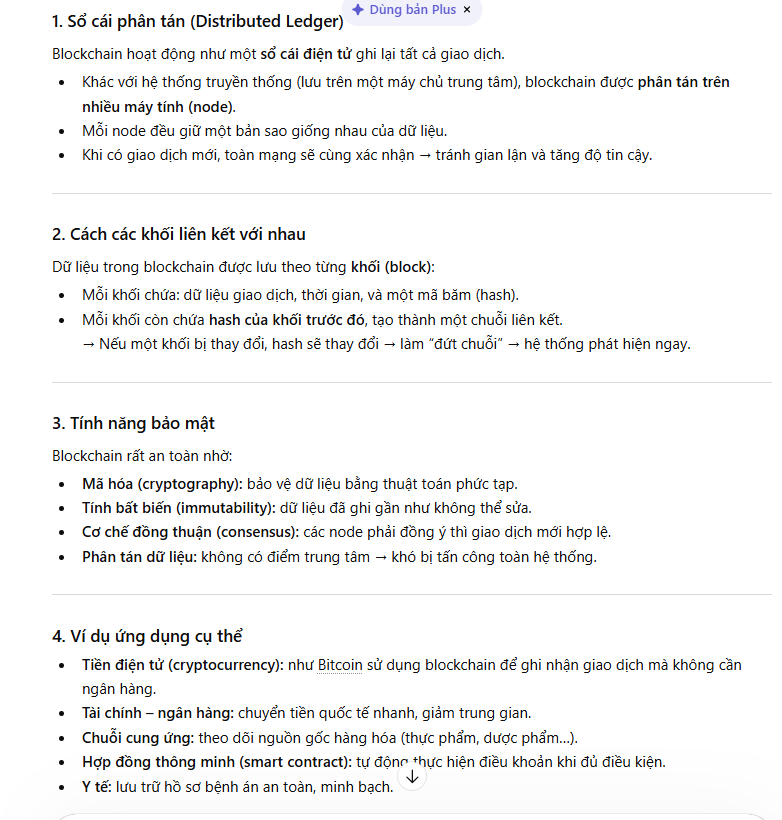 Dùng bản Plus ×
1. Sổ cái phân tán (Distributed Ledger)
Blockchain hoạt động như một sổ cái điện tử ghi lại tất cả giao dịch.
• Khác với hệ thống truyền thống (lưu trên một máy chủ trung tâm), blockchain được phân tán trên
nhiều máy tính (node).
• Mỗi node đều giữ một bản sao giống nhau của dữ liệu.
• Khi có giao dịch mới, toàn mạng sẽ cùng xác nhận → tránh gian lận và tăng độ tin cậy.
2. Cách các khối liên kết với nhau
Dữ liệu trong blockchain được lưu theo từng khối (block):
• Mỗi khối chứa: dữ liệu giao dịch, thời gian, và một mã băm (hash).
• Mỗi khối còn chứa hash của khối trước đó, tạo thành một chuỗi liên kết.
→ Nếu một khối bị thay đổi, hash sẽ thay đổi → làm “đứt chuỗi” → hệ thống phát hiện ngay.
3. Tính năng bảo mật
Blockchain rất an toàn nhờ:
• Mã hóa (cryptography): bảo vệ dữ liệu bằng thuật toán phức tạp.
• Tính bất biến (immutability): dữ liệu đã ghi gần như không thể sửa.
• Cơ chế đồng thuận (consensus): các node phải đồng ý thì giao dịch mới hợp lệ.
• Phân tán dữ liệu: không có điểm trung tâm → khó bị tấn công toàn hệ thống.
4. Ví dụ ứng dụng cụ thể
• Tiền điện tử (cryptocurrency): như Bitcoin sử dụng blockchain để ghi nhận giao dịch mà không cần
ngân hàng.
• Tài chính – ngân hàng: chuyển tiền quốc tế nhanh, giảm trung gian.
• Chuỗi cung ứng: theo dõi nguồn gốc hàng hóa (thực phẩm, dược phẩm...).
• Hợp đồng thông minh (smart contract): tự động thực hiện điều khoản khi đủ điều kiện.
• Y tế: lưu trữ hồ sơ bệnh án an toàn, minh bạch.